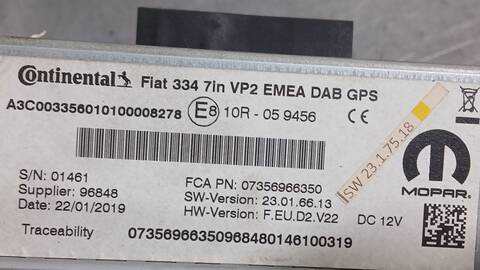 Continental Fiat 334 7in VP2 EMEA DAB GPS
A3C003356010100008278 E8 10R - 05 9456 CE
SW 23.1.75.18
S/N: 01461
Supplier: 96848
Date: 22/01/2019
FCA PN: 07356966350
SW-Version: 23.01.66.13
HW-Version: F.EU.D2.V22
DC 12V
MOPAR
Traceability 07356966350968480146100319